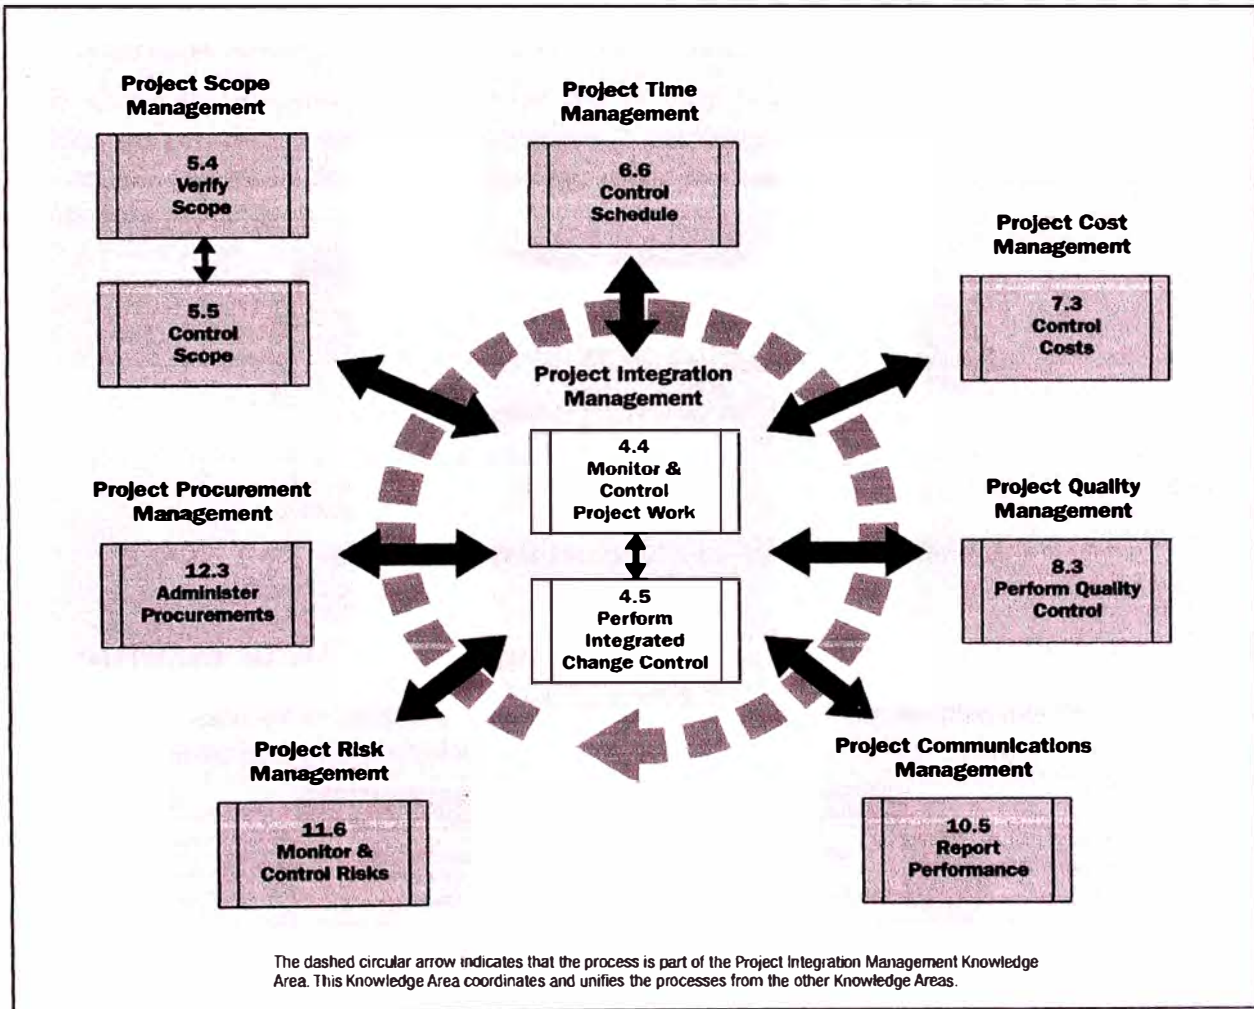 Project Scope
Management
5.4
Verify
Scope
5.5
Control
Scope
Project Time
Management
6.6
Control
Schedule
Project Cost
Management
7.3
Control
Costs
Project Integration
Management
4.4
Monitor &
Control
Project Work
4.5
Perform
Integrated
Change Control
Project Procurement
Management
12.3
Administer
Procurements
Project Quality
Management
8.3
Perform Quality
Control
Project Risk
Management
11.6
Monitor &
Control Risks
Project Communications
Management
10.5
Report
Performance
The dashed circular arrow indicates that the process is part of the Project Integration Management Knowledge
Area. This Knowledge Area coordinates and unifies the processes from the other Knowledge Areas.